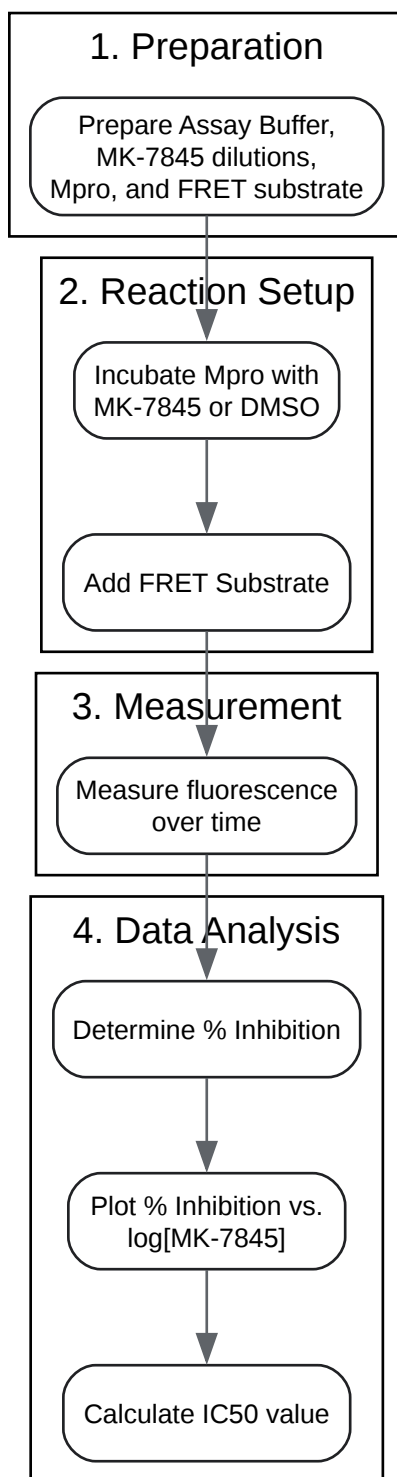 1. Preparation
Prepare Assay Buffer,
MK-7845 dilutions,
Mpro, and FRET substrate
2. Reaction Setup
Incubate Mpro with
MK-7845 or DMSO
Add FRET Substrate
3. Measurement
Measure fluorescence
over time
4. Data Analysis
Determine % Inhibition
Plot % Inhibition vs.
log[MK-7845]
Calculate IC50 value